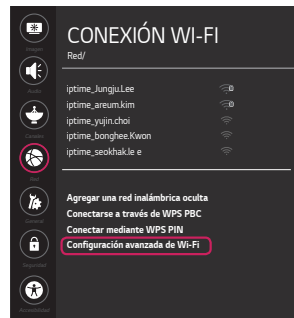 CONEXIÓN WI-FI
Red/
Imagen
iptime_Jungju.Lee
Audio
iptime_areum.kim
iptime_yujin.choi
iptime_bonghee.Kwon
Canales
iptime_seokhak.le e
Red
Agregar una red inalámbrica oculta
Conectarse a través de WPS PBC
General
Conectar mediante WPS PIN
Configuración avanzada de Wi-Fi
Seguridad
Accesibilidad